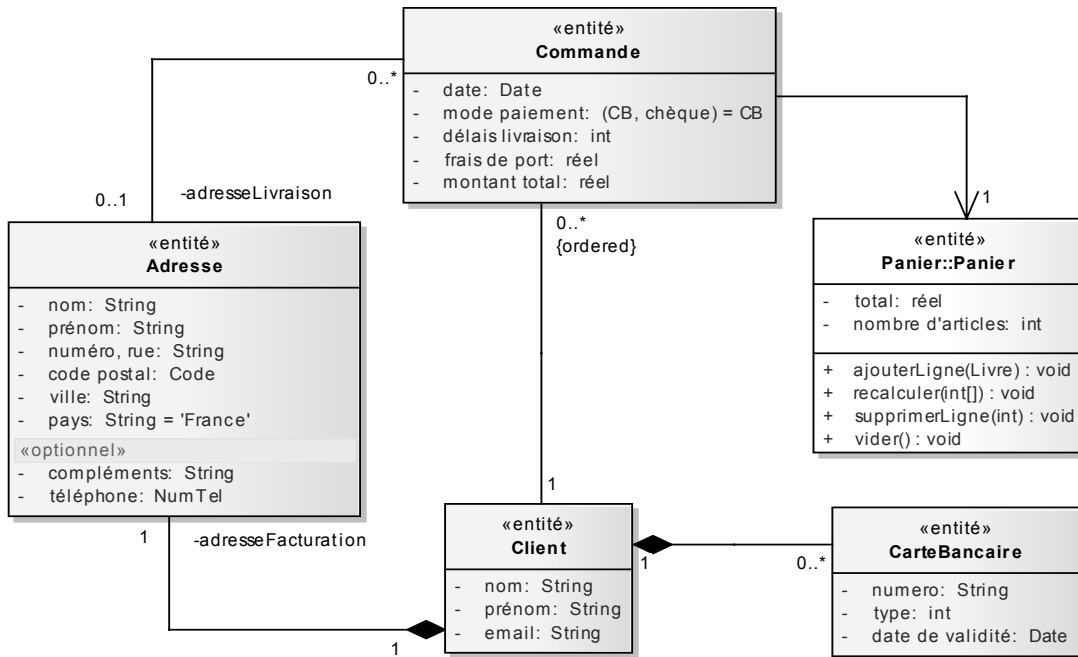 «entité»
Commande
- date: Date
- mode paiement: (CB, chèque) = CB
- délais livraison: int
- frais de port: réel
- montant total: réel
0..*
0..1
-adresseLivraison
0..*
{ordered}
1
«entité»
Adresse
- nom: String
- prénom: String
- numéro, rue: String
- code postal: Code
- ville: String
- pays: String = 'France'
«optionnel»
- compléments: String
- téléphone: NumTel
«entité»
Panier::Panier
- total: réel
- nombre d'articles: int
+ ajouterLigne(Livre) : void
+ recalculer(int[]) : void
+ supprimerLigne(int) : void
+ vider() : void
1
1
-adresseFacturation
1
«entité»
Client
- nom: String
- prénom: String
- email: String
1
0..*
«entité»
CarteBancaire
- numero: String
- type: int
- date de validité: Date